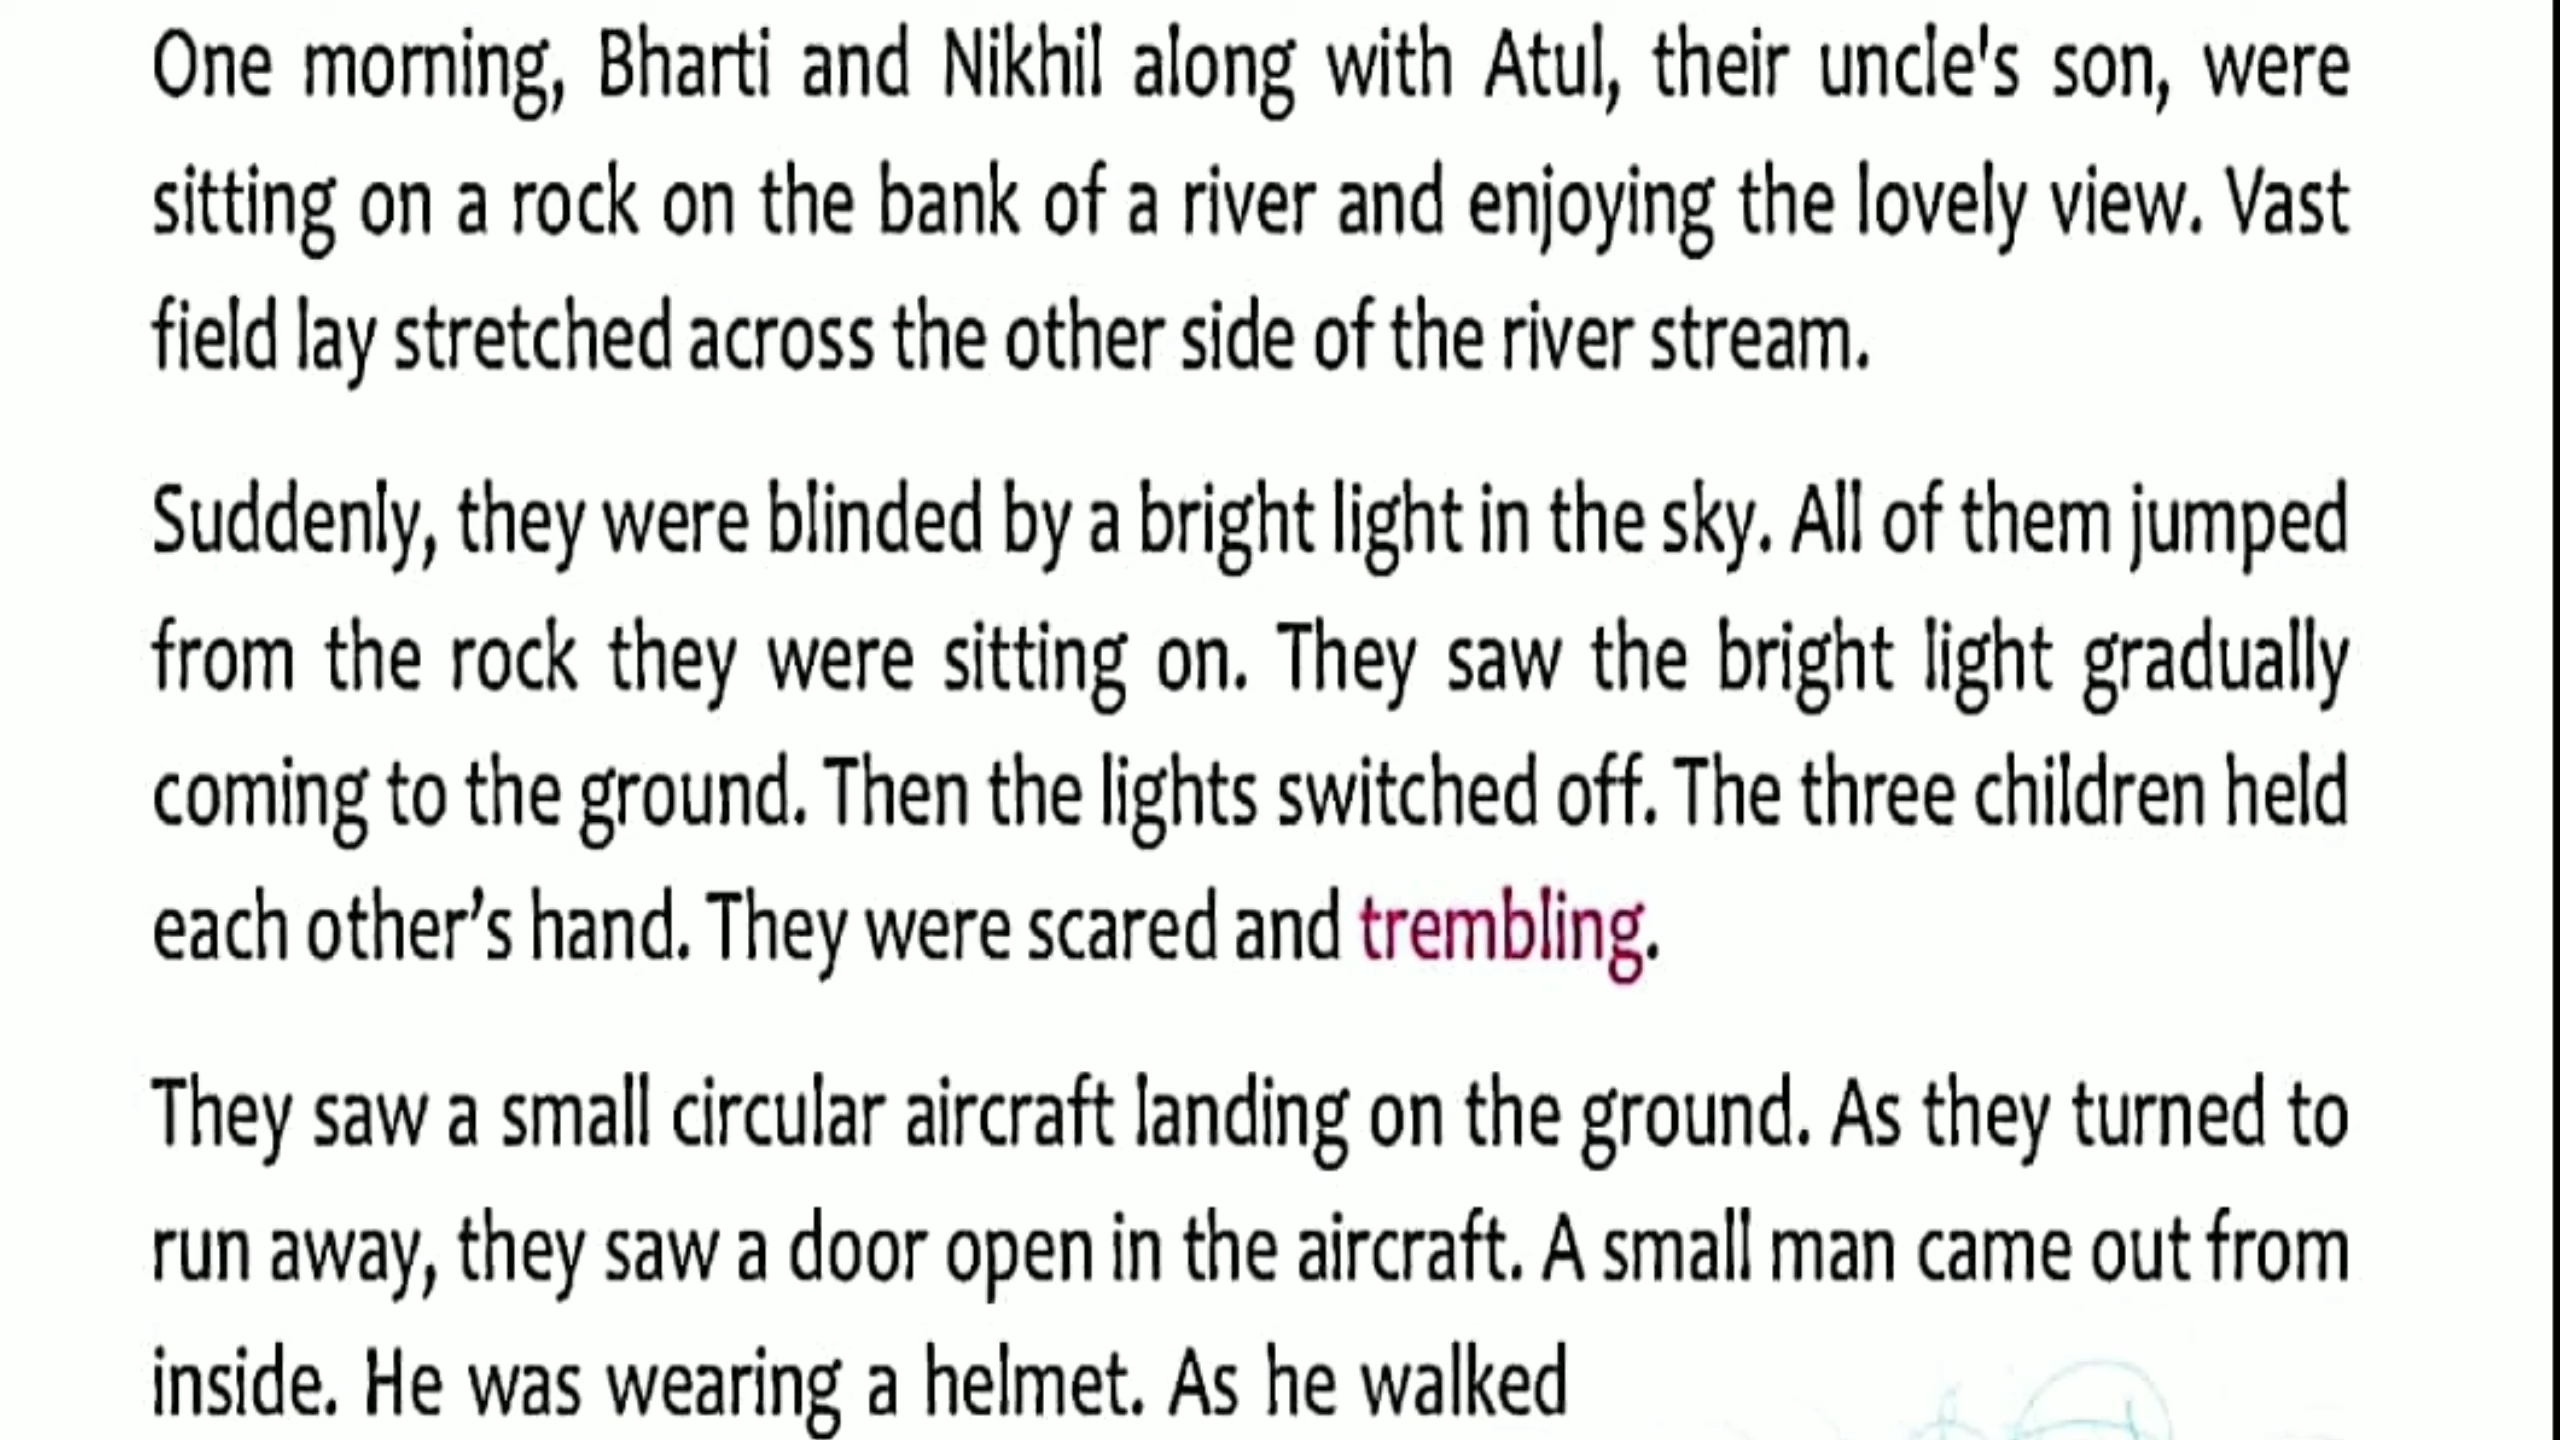 One morning, Bharti and Nikhil along with Atul, their uncle's son, were
sitting on a rock on the bank of a river and enjoying the lovely view. Vast
field lay stretched across the other side of the river stream.
Suddenly, they were blinded by a bright light in the sky. All of them jumped
from the rock they were sitting on. They saw the bright light gradually
coming to the ground. Then the lights switched off. The three children held
each other’s hand. They were scared and trembling.
They saw a small circular aircraft landing on the ground. As they turned to
run away, they saw a door open in the aircraft. A small man came out from
inside. He was wearing a helmet. As he walked